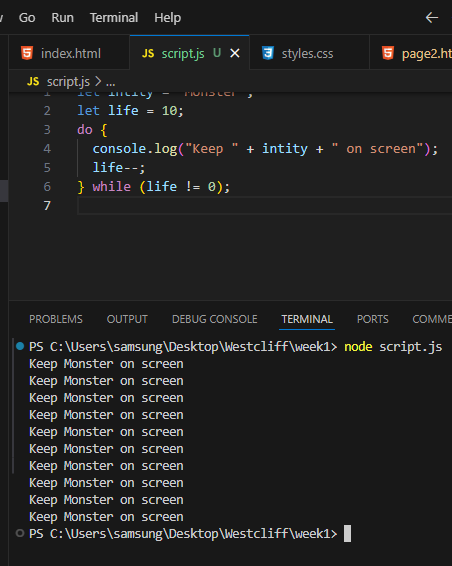 Go Run Terminal Help
index.html script.js U styles.css page2.ht
JS script.js > ...
1 let intity = "Monster";
2 let life = 10;
3 do {
4 console.log("Keep " + intity + " on screen");
5 life--;
6 } while (life != 0);
7
PROBLEMS OUTPUT DEBUG CONSOLE TERMINAL PORTS COMME
PS C:\Users\samsung\Desktop\Westcliff\week1> node script.js
Keep Monster on screen
Keep Monster on screen
Keep Monster on screen
Keep Monster on screen
Keep Monster on screen
Keep Monster on screen
Keep Monster on screen
Keep Monster on screen
Keep Monster on screen
Keep Monster on screen
PS C:\Users\samsung\Desktop\Westcliff\week1>